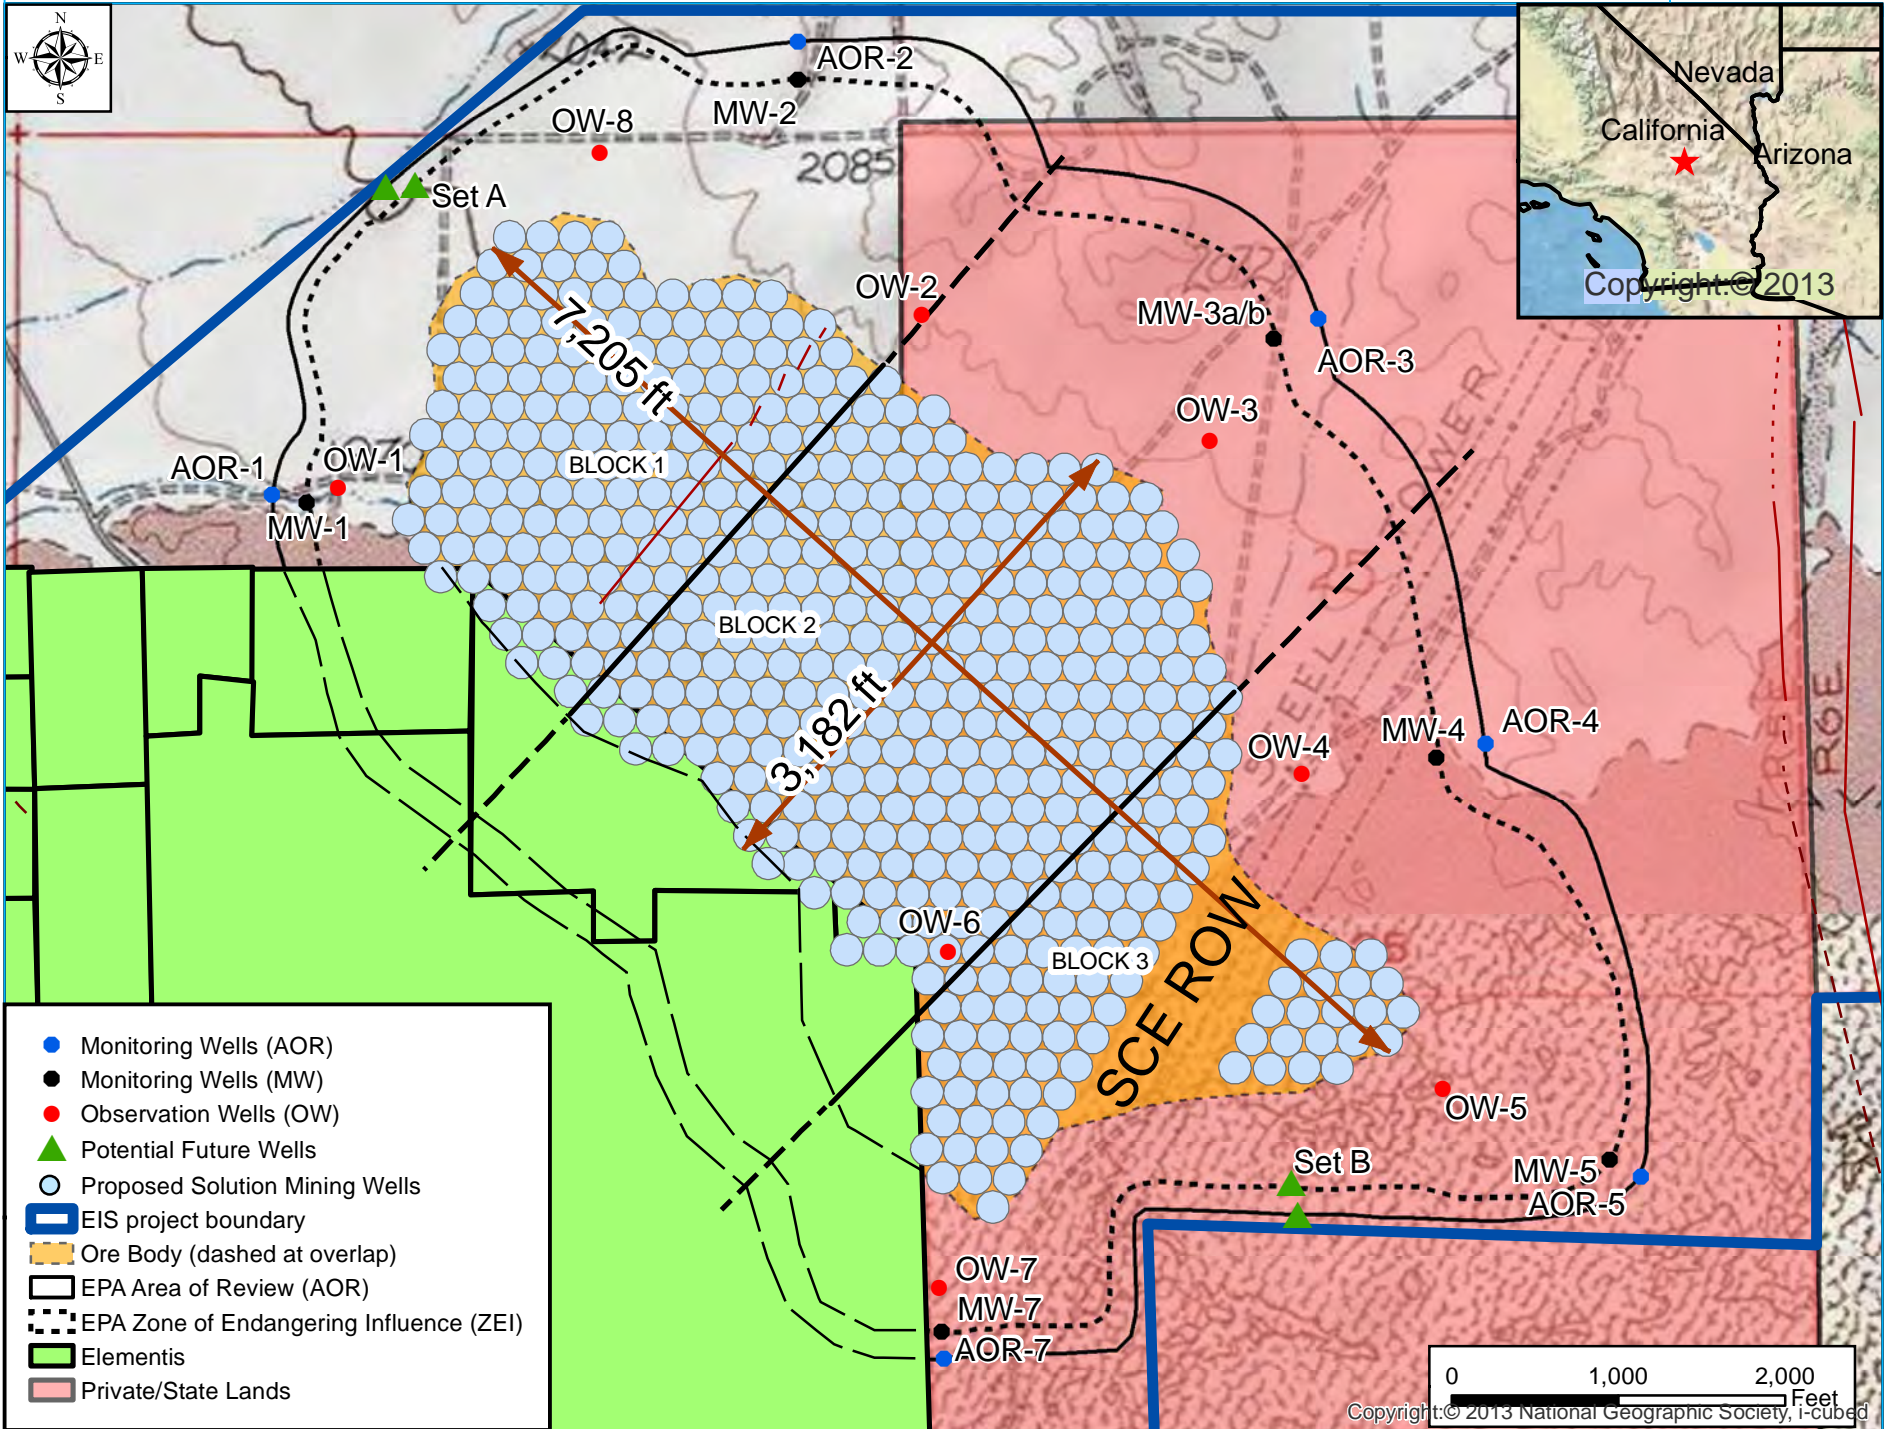 N
W E
S
Nevada
California
Arizona
Copyright:© 2013
AOR-2
MW-2
OW-8
2085
Set A
OW-2
MW-3a/b
AOR-3
OW-3
7,205 ft
AOR-1
OW-1
MW-1
BLOCK 1
BLOCK 2
25
POWER
STEEL
R6E
3,182 ft
OW-4
MW-4
AOR-4
OW-6
BLOCK 3
SCE ROW
OW-5
Set B
MW-5
AOR-5
OW-7
MW-7
AOR-7
Monitoring Wells (AOR)
Monitoring Wells (MW)
Observation Wells (OW)
Potential Future Wells
Proposed Solution Mining Wells
EIS project boundary
Ore Body (dashed at overlap)
EPA Area of Review (AOR)
EPA Zone of Endangering Influence (ZEI)
Elementis
Private/State Lands
0 1,000 2,000
Feet
Copyright:© 2013 National Geographic Society, i-cubed